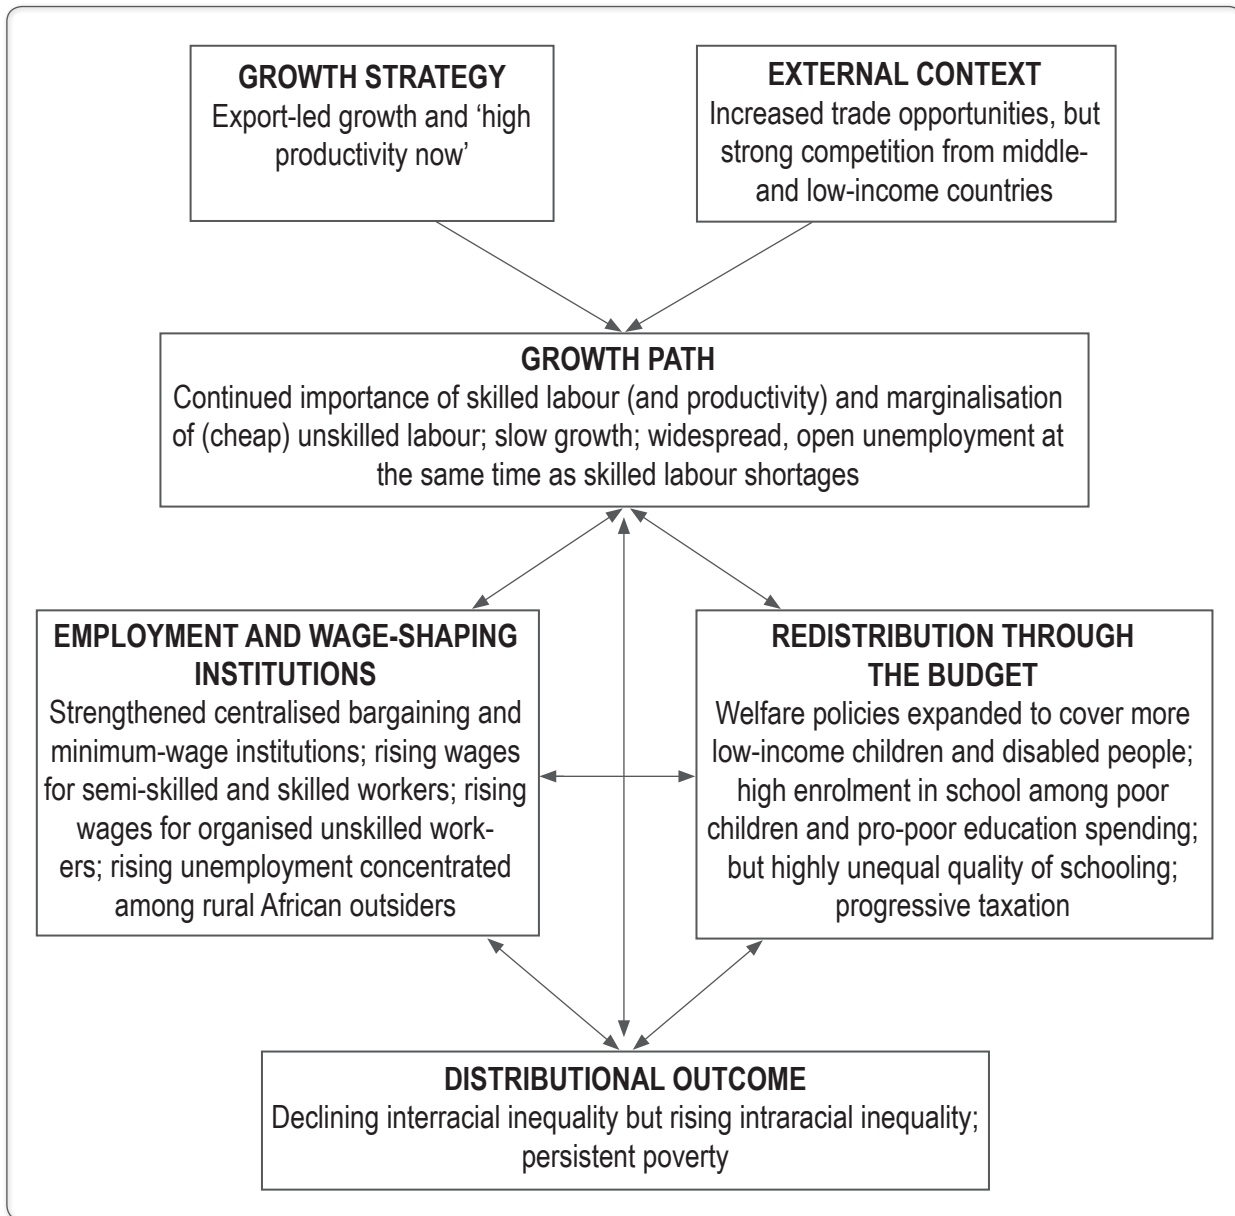 GROWTH STRATEGY
Export-led growth and ‘high
productivity now’
EXTERNAL CONTEXT
Increased trade opportunities, but
strong competition from middle-
and low-income countries
GROWTH PATH
Continued importance of skilled labour (and productivity) and marginalisation
of (cheap) unskilled labour; slow growth; widespread, open unemployment at
the same time as skilled labour shortages
EMPLOYMENT AND WAGE-SHAPING
INSTITUTIONS
Strengthened centralised bargaining and
minimum-wage institutions; rising wages
for semi-skilled and skilled workers; rising
wages for organised unskilled work-
ers; rising unemployment concentrated
among rural African outsiders
REDISTRIBUTION THROUGH
THE BUDGET
Welfare policies expanded to cover more
low-income children and disabled people;
high enrolment in school among poor
children and pro-poor education spending;
but highly unequal quality of schooling;
progressive taxation
DISTRIBUTIONAL OUTCOME
Declining interracial inequality but rising intraracial inequality;
persistent poverty